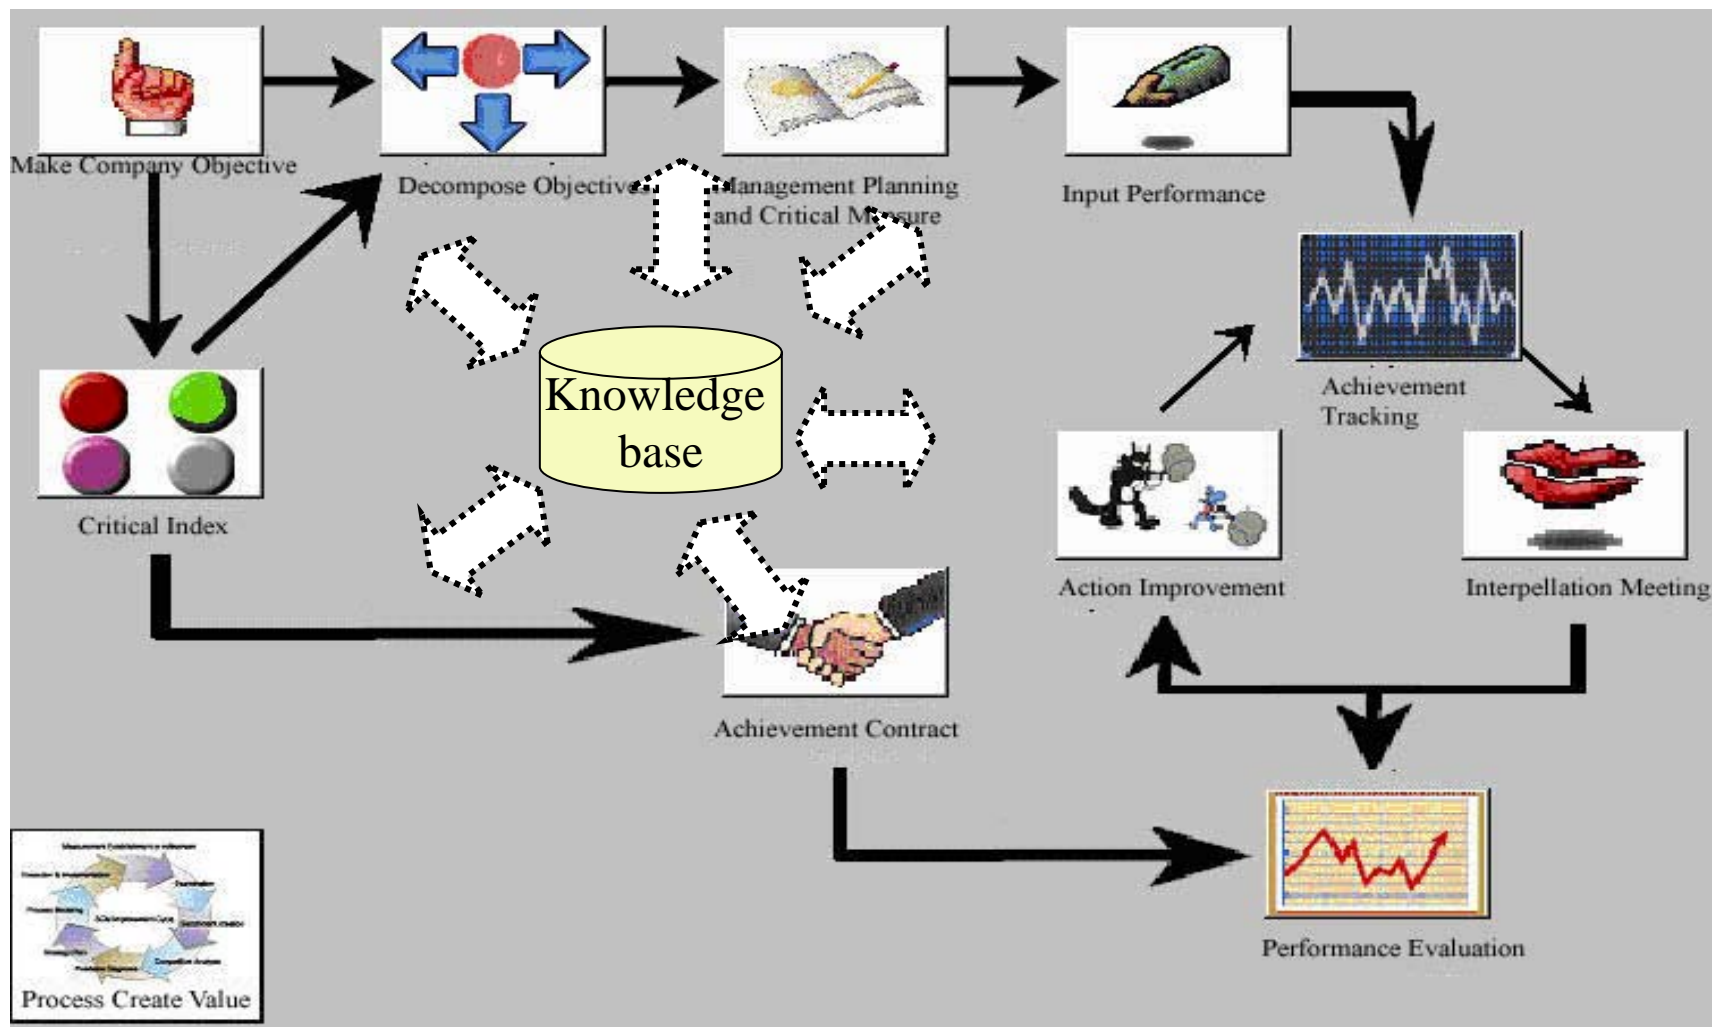 Make Company Objective
Decompose Objectives
Management Planning
and Critical Measure
Input Performance
Knowledge
base
Achievement
Tracking
Critical Index
Action Improvement
Interpellation Meeting
Achievement Contract
Performance Evaluation
Process Create Value